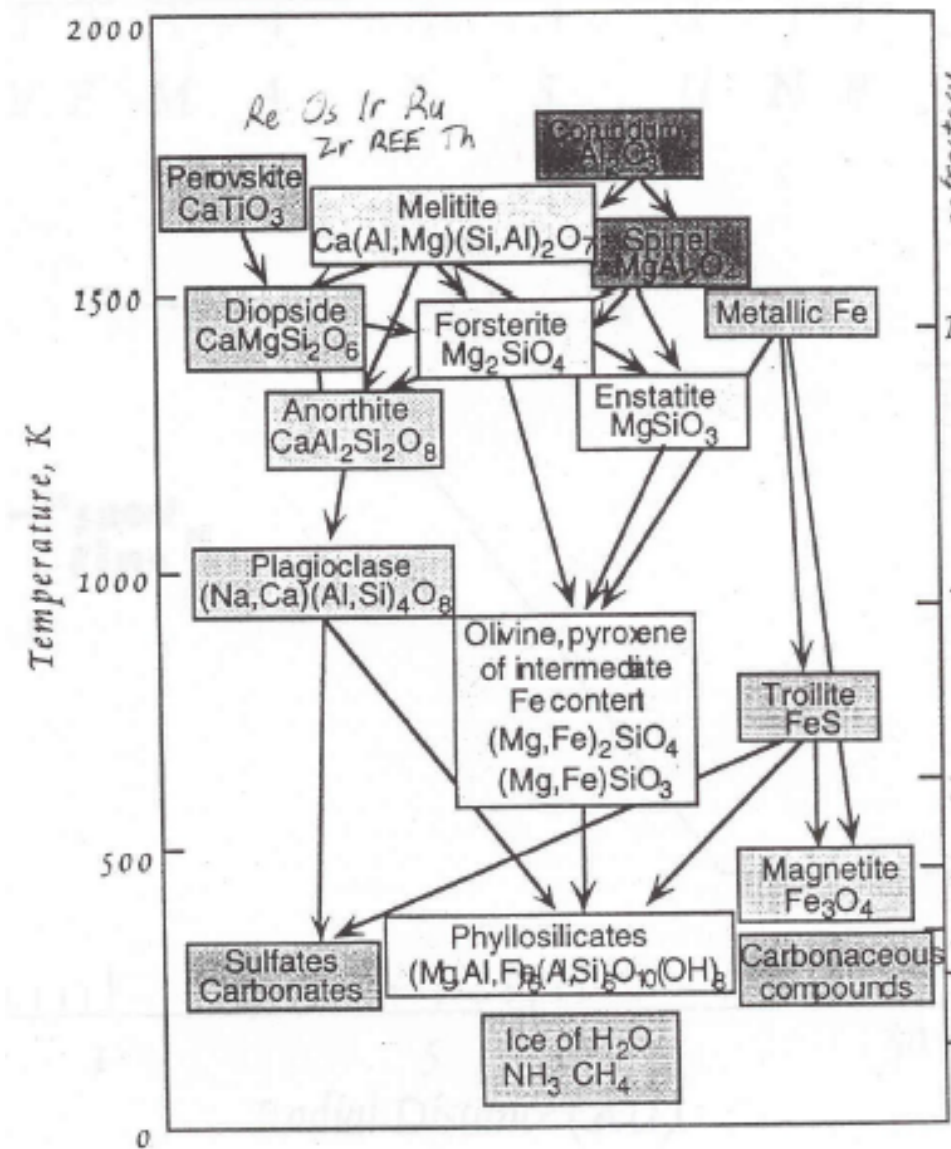 2000
Re Os Ir Ru
Zr REE Th
Corundum
Al2O3
Perovskite
CaTiO3
Melitite
Ca(Al,Mg)(Si,Al)2O7
Spinel
MgAl2O4
1500
Diopside
CaMgSi2O6
Forsterite
Mg2SiO4
Metallic Fe
Anorthite
CaAl2Si2O8
Enstatite
MgSiO3
Temperature, K
1000
Plagioclase
(Na,Ca)(Al,Si)4O8
Olivine, pyroxene
of intermediate
Fe content
(Mg,Fe)2SiO4
(Mg,Fe)SiO3
Troilite
FeS
500
Magnetite
Fe3O4
Phyllosilicates
(Mg,Al,Fe)6(Al,Si)6O10(OH)8
Sulfates
Carbonates
Carbonaceous
compounds
Ice of H2O
NH3 CH4
0